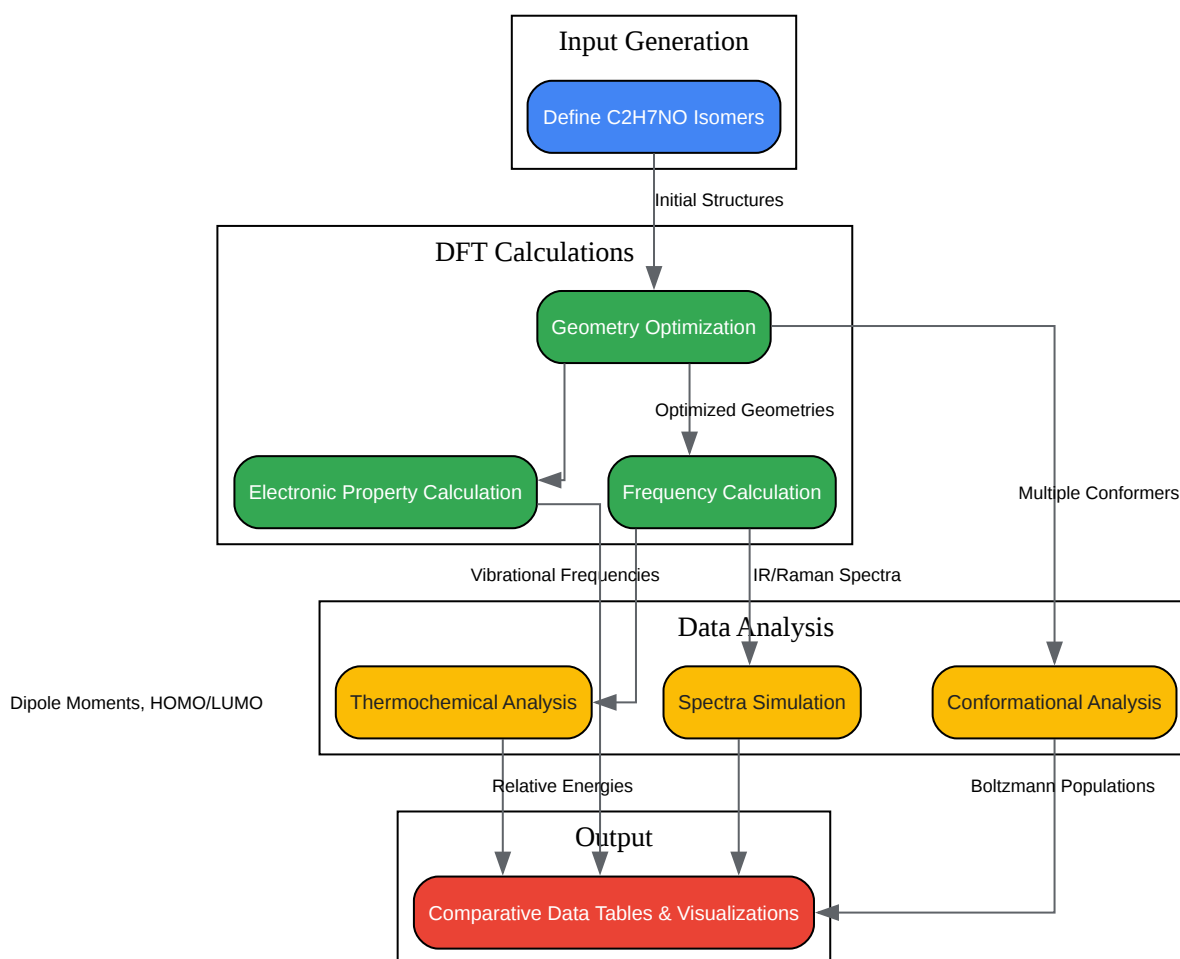 Input Generation
Define C2H7NO Isomers
Initial Structures
DFT Calculations
Geometry Optimization
Optimized Geometries
Electronic Property Calculation
Frequency Calculation
Multiple Conformers
Vibrational Frequencies
IR/Raman Spectra
Data Analysis
Dipole Moments, HOMO/LUMO
Thermochemical Analysis
Spectra Simulation
Conformational Analysis
Relative Energies
Boltzmann Populations
Output
Comparative Data Tables & Visualizations